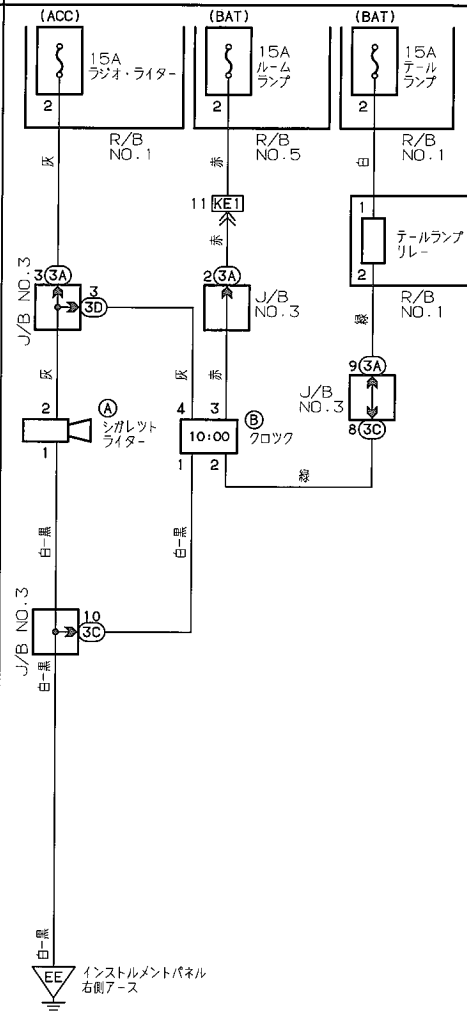 (ACC)
(BAT)
(BAT)
15A
ラジオ・ライター
2
15A
ルーム
ランプ
2
15A
テール
ランプ
2
R/B
NO.1
R/B
NO.5
R/B
NO.1
灰
赤
白
11 KE1
赤
1
テールランプ
リレー
2
R/B
NO.1
緑
3 3A
J/B NO.3
3
3D
2 3A
J/B
NO.3
9 3A
J/B
NO.3
8 3C
灰
灰
赤
2
A
シガレツト
ライター
1
4
3
10:00
B
クロツク
1
2
緑
白-黒
白-黒
J/B NO.3
10
3C
白-黒
白-黒
EE
インストルメントパネル
右側アース